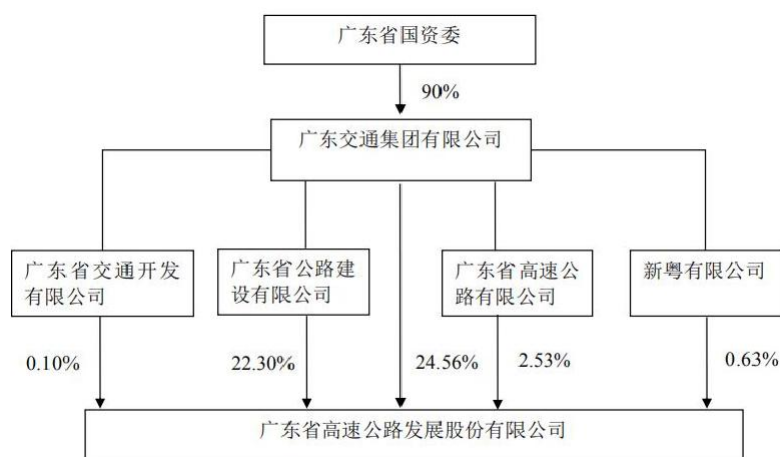 广东省国资委
90%
广东交通集团有限公司
广东省交通开发
有限公司
广东省公路建
设有限公司
广东省高速公
路有限公司
新粤有限公司
0.10%
22.30%
24.56%
2.53%
0.63%
广东省高速公路发展股份有限公司